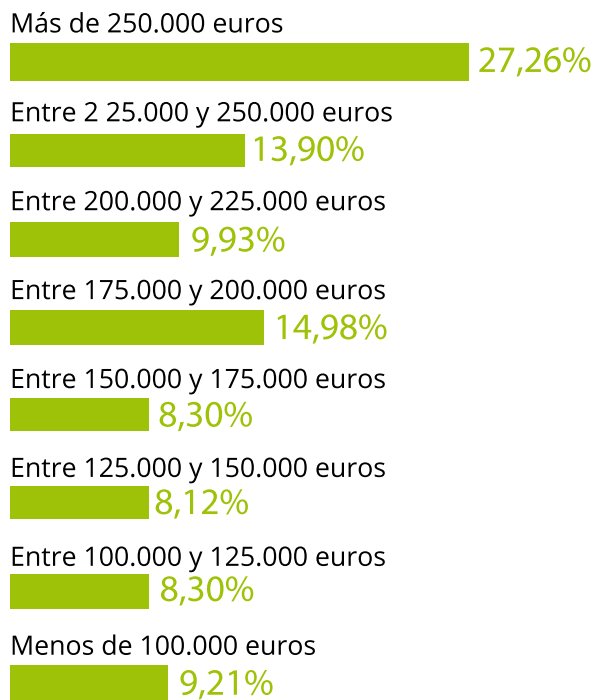 Más de 250.000 euros
27,26%
Entre 2 25.000 y 250.000 euros
13,90%
Entre 200.000 y 225.000 euros
9,93%
Entre 175.000 y 200.000 euros
14,98%
Entre 150.000 y 175.000 euros
8,30%
Entre 125.000 y 150.000 euros
8,12%
Entre 100.000 y 125.000 euros
8,30%
Menos de 100.000 euros
9,21%